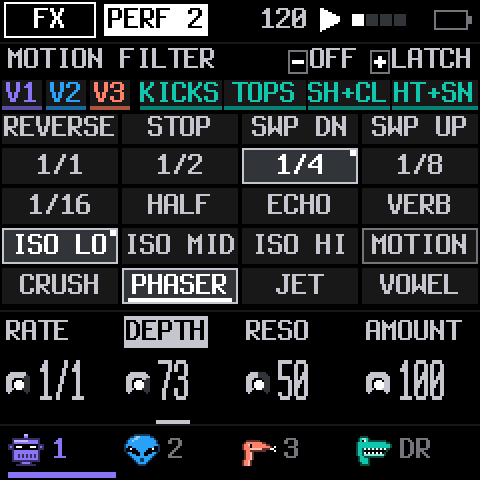 FX PERF 2 120
MOTION FILTER -OFF +LATCH
V1 V2 V3 KICKS TOPS SH+CL HT+SN
REVERSE STOP SWP DN SWP UP
1/1 1/2 1/4 1/8
1/16 HALF ECHO VERB
ISO LO ISO MID ISO HI MOTION
CRUSH PHASER JET VOWEL
RATE DEPTH RESO AMOUNT
1/1 73 50 100
1 2 3 DR